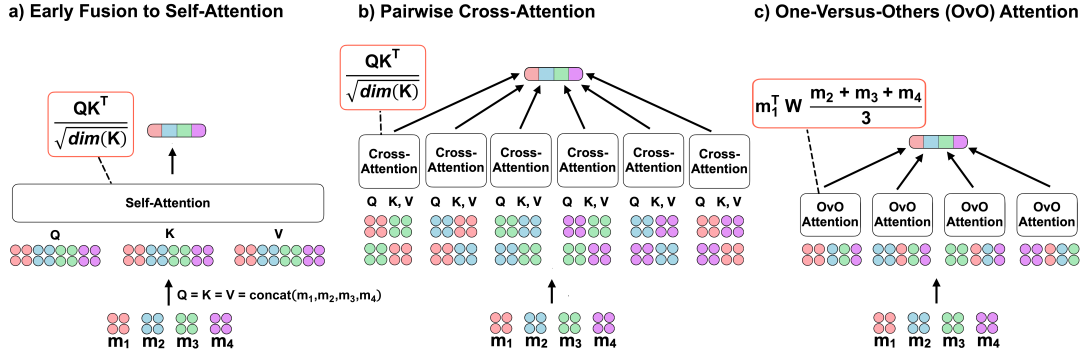 a) Early Fusion to Self-Attention
QK^T
√dim(K)
Self-Attention
Q K V
Q = K = V = concat(m₁,m₂,m₃,m₄)
m₁ m₂ m₃ m₄
b) Pairwise Cross-Attention
QK^T
√dim(K)
Cross-Attention Cross-Attention Cross-Attention Cross-Attention Cross-Attention Cross-Attention
Q K, V Q K, V Q K, V Q K, V Q K, V Q K, V
m₁ m₂ m₃ m₄
c) One-Versus-Others (OvO) Attention
m₁^T W (m₂ + m₃ + m₄)/3
OvO Attention OvO Attention OvO Attention OvO Attention
m₁ m₂ m₃ m₄